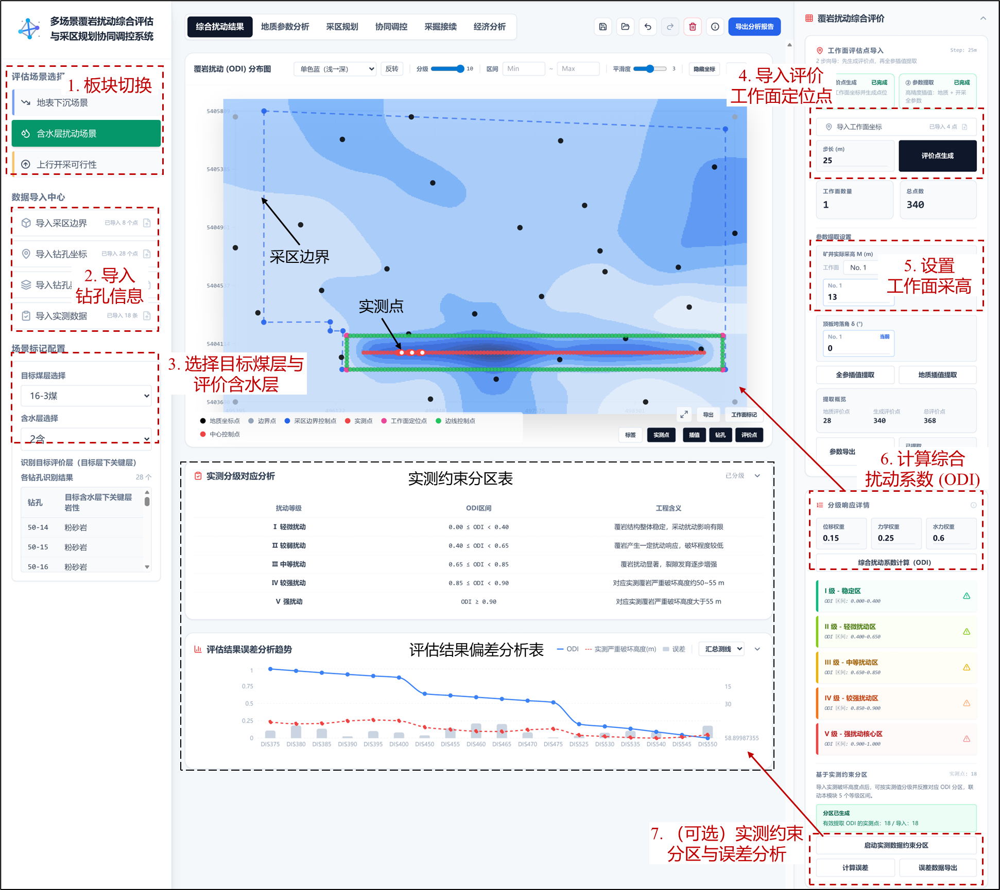 多场景覆岩扰动综合评估
与采区规划协同调控系统
评估场景选择
1. 板块切换
地表下沉场景
含水层扰动场景
上行开采可行性
数据导入中心
导入采区边界 已导入 8 个点
导入钻孔坐标 已导入 28 个点
导入钻孔
2. 导入
钻孔信息
导入实测数据 已导入 18 条
场景标记配置
目标煤层选择
16-3煤
含水层选择
2含
3. 选择目标煤层与
评价含水层
识别目标评价层（目标层下关键层）
各钻孔识别结果 28 个
钻孔 目标含水层下关键层
岩性
50-14 粉砂岩
50-15 粉砂岩
50-16 粉砂岩
综合扰动结果 地质参数分析 采区规划 协同调控 采掘接续 经济分析
导出分析报告
覆岩扰动 (ODI) 分布图 单色蓝（浅→深） 反转 分级 10 区间 Min ~ Max 平滑度 3 隐藏坐标
5405809
5405385
5404961
5404537
5404114
5403690
495395 496122 496848 497575 498301
采区边界
实测点
地质坐标点 边界点 采区边界控制点 实测点 工作面定位点 边线控制点
中心控制点
导出 工作面标记
标签 实测点 插值 钻孔 评价点
实测分级对应分析 实测约束分区表 已分级
扰动等级 ODI区间 工程含义
I 轻微扰动 0.00 ≤ ODI < 0.40 覆岩结构整体稳定，采动扰动影响有限
II 较弱扰动 0.40 ≤ ODI < 0.65 覆岩产生一定扰动响应，破坏程度较低
III 中等扰动 0.65 ≤ ODI < 0.85 覆岩扰动显著，裂隙发育逐步增强
IV 较强扰动 0.85 ≤ ODI < 0.90 对应实测覆岩严重破坏高度约50~55 m
V 强扰动 ODI ≥ 0.90 对应实测覆岩严重破坏高度大于55 m
评估结果误差分析趋势 评估结果偏差分析表 ODI 实测严重破坏高度(m) 误差 汇总测线
1
0.75
0.5
0.25
0
15
30
58.89987355
DIS375 DIS380 DIS385 DIS390 DIS395 DIS400 DIS450 DIS455 DIS460 DIS465 DIS470 DIS475 DIS525 DIS530 DIS535 DIS540 DIS545 DIS550
覆岩扰动综合评价
工作面评估点导入 Step: 25m
2 步向导：先生成评价点，再全参插值提取
4. 导入评价
工作面定位点
价点生成 已完成
工作面坐标并生成点位
② 参数提取 已完成
高精度插值：地质 + 开采
全参数
导入工作面坐标 已导入 4 点
步长 (m)
25
评价点生成
工作面数量
1
总点数
340
参数提取设置
矿井实际采高 M (m)
工作面 No. 1
No. 1
13
5. 设置
工作面采高
顶板垮落角 δ (°)
No. 1 当前
0
全参插值提取 地质插值提取
提取概览
地质评价点 生成评价点 总评价点
28 340 368
参数导出 已提取
6. 计算综合
扰动系数 (ODI)
分级响应详情
位移权重 力学权重 水力权重
0.15 0.25 0.6
综合扰动系数计算（ODI）
I 级 - 稳定区
ODI 区间: 0.000-0.400
II 级 - 轻微扰动区
ODI 区间: 0.400-0.650
III 级 - 中等扰动区
ODI 区间: 0.650-0.850
IV 级 - 较强扰动区
ODI 区间: 0.850-0.900
V 级 - 强扰动核心区
ODI 区间: 0.900-1.000
基于实测约束分区 实测点: 18
导入实测破坏高度点后，可按实测值分级并反推对应 ODI 分区，联
动本模块 5 个等级区间。
分区已生成
有效提取 ODI 的实测点: 18 / 导入: 18
7. （可选）实测约束
分区与误差分析
启动实测数据约束分区
计算误差 误差数据导出